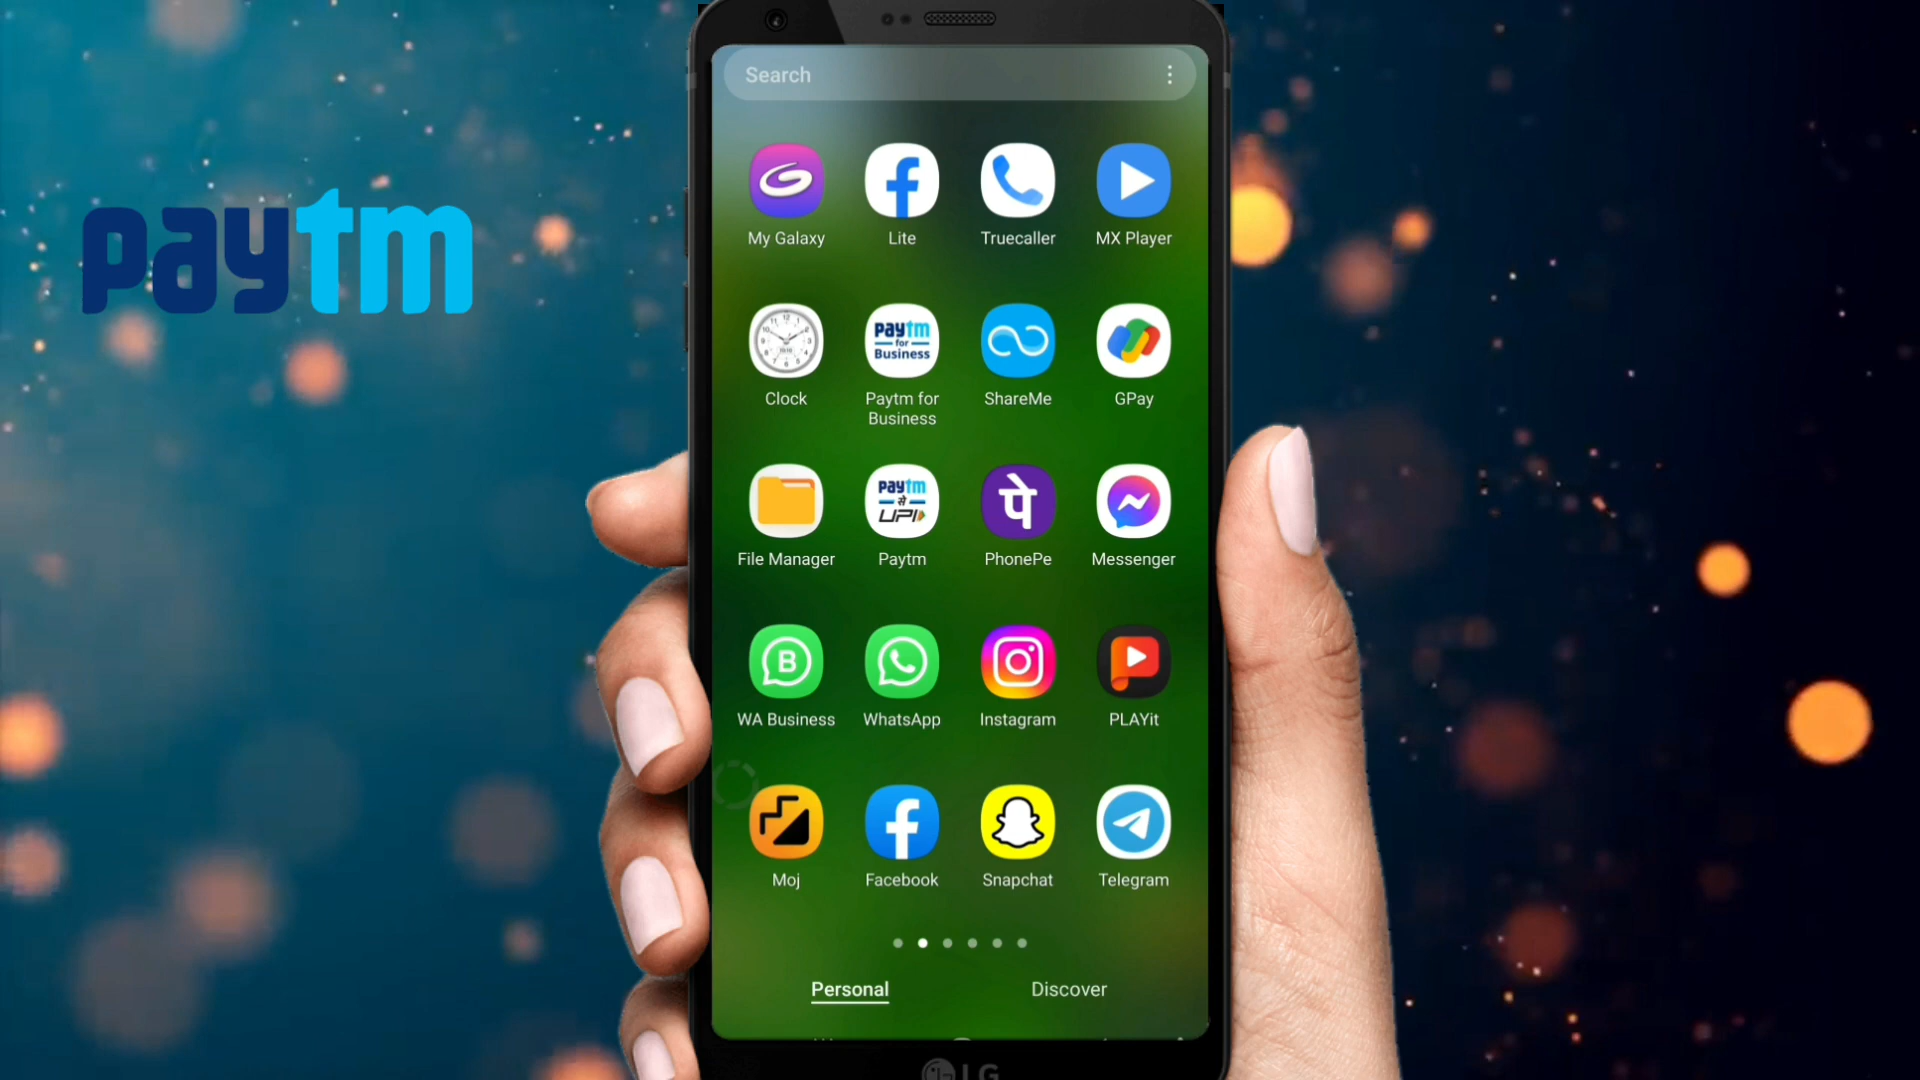 Search
paytm
My Galaxy
Lite
Truecaller
MX Player
paytm
for
Business
Clock
Paytm for
Business
ShareMe
GPay
paytm
से
UPI
पे
File Manager
Paytm
PhonePe
Messenger
B
WA Business
WhatsApp
Instagram
PLAYit
Moj
Facebook
Snapchat
Telegram
Personal
Discover
LG